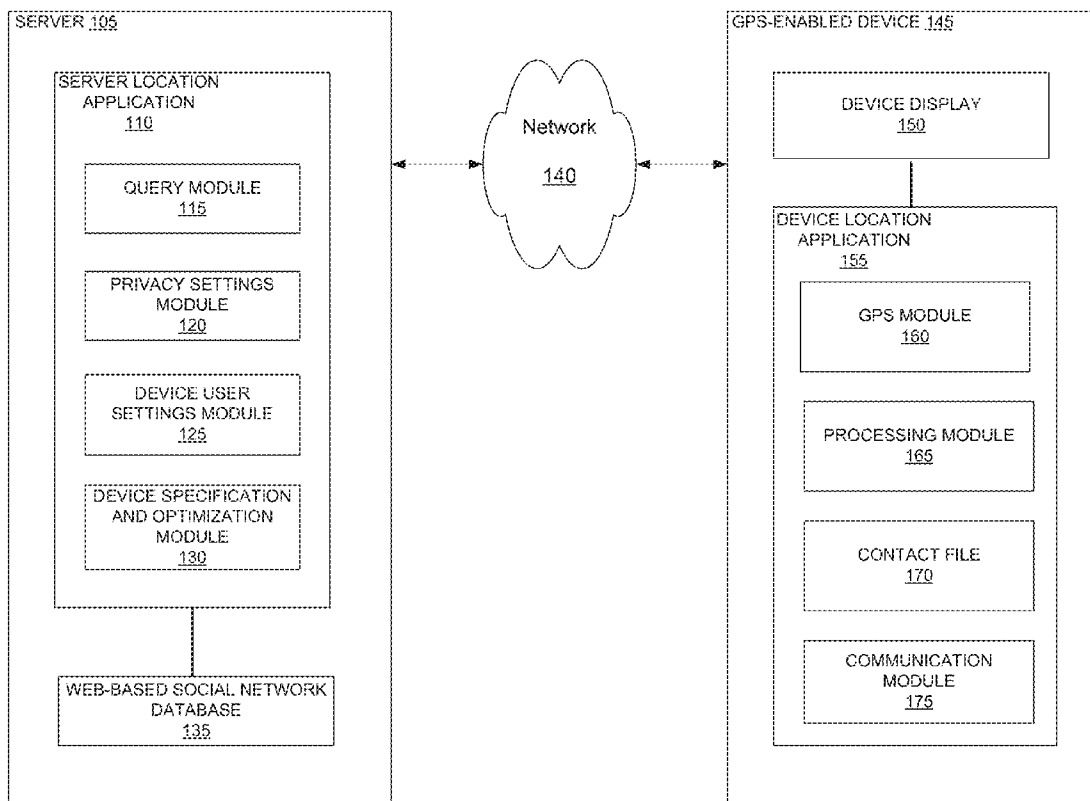 SERVER 105
SERVER LOCATION
APPLICATION
110
QUERY MODULE
115
PRIVACY SETTINGS
MODULE
120
DEVICE USER
SETTINGS MODULE
125
DEVICE SPECIFICATION
AND OPTIMIZATION
MODULE
130
WEB-BASED SOCIAL NETWORK
DATABASE
135
Network
140
GPS-ENABLED DEVICE 145
DEVICE DISPLAY
150
DEVICE LOCATION
APPLICATION
155
GPS MODULE
160
PROCESSING MODULE
165
CONTACT FILE
170
COMMUNICATION
MODULE
175